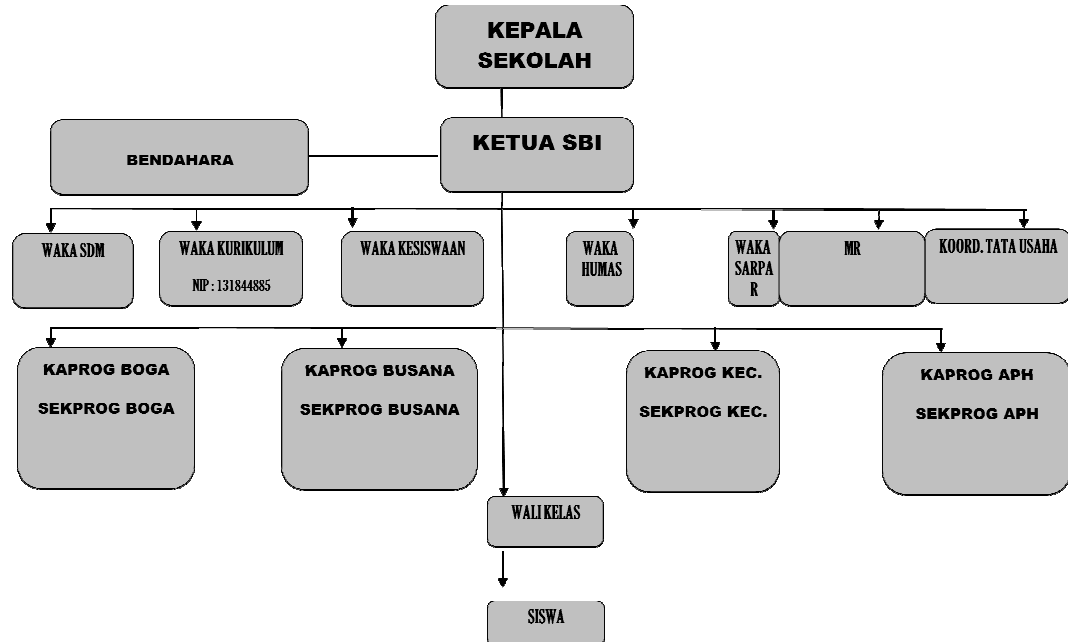 KEPALA
SEKOLAH
KETUA SBI
BENDAHARA
WAKA SDM
WAKA KURIKULUM
NIP : 131844885
WAKA KESISWAAN
WAKA
HUMAS
WAKA
SARPA
R
MR
KOORD. TATA USAHA
KAPROG BOGA
SEKPROG BOGA
KAPROG BUSANA
SEKPROG BUSANA
KAPROG KEC.
SEKPROG KEC.
KAPROG APH
SEKPROG APH
WALI KELAS
SISWA